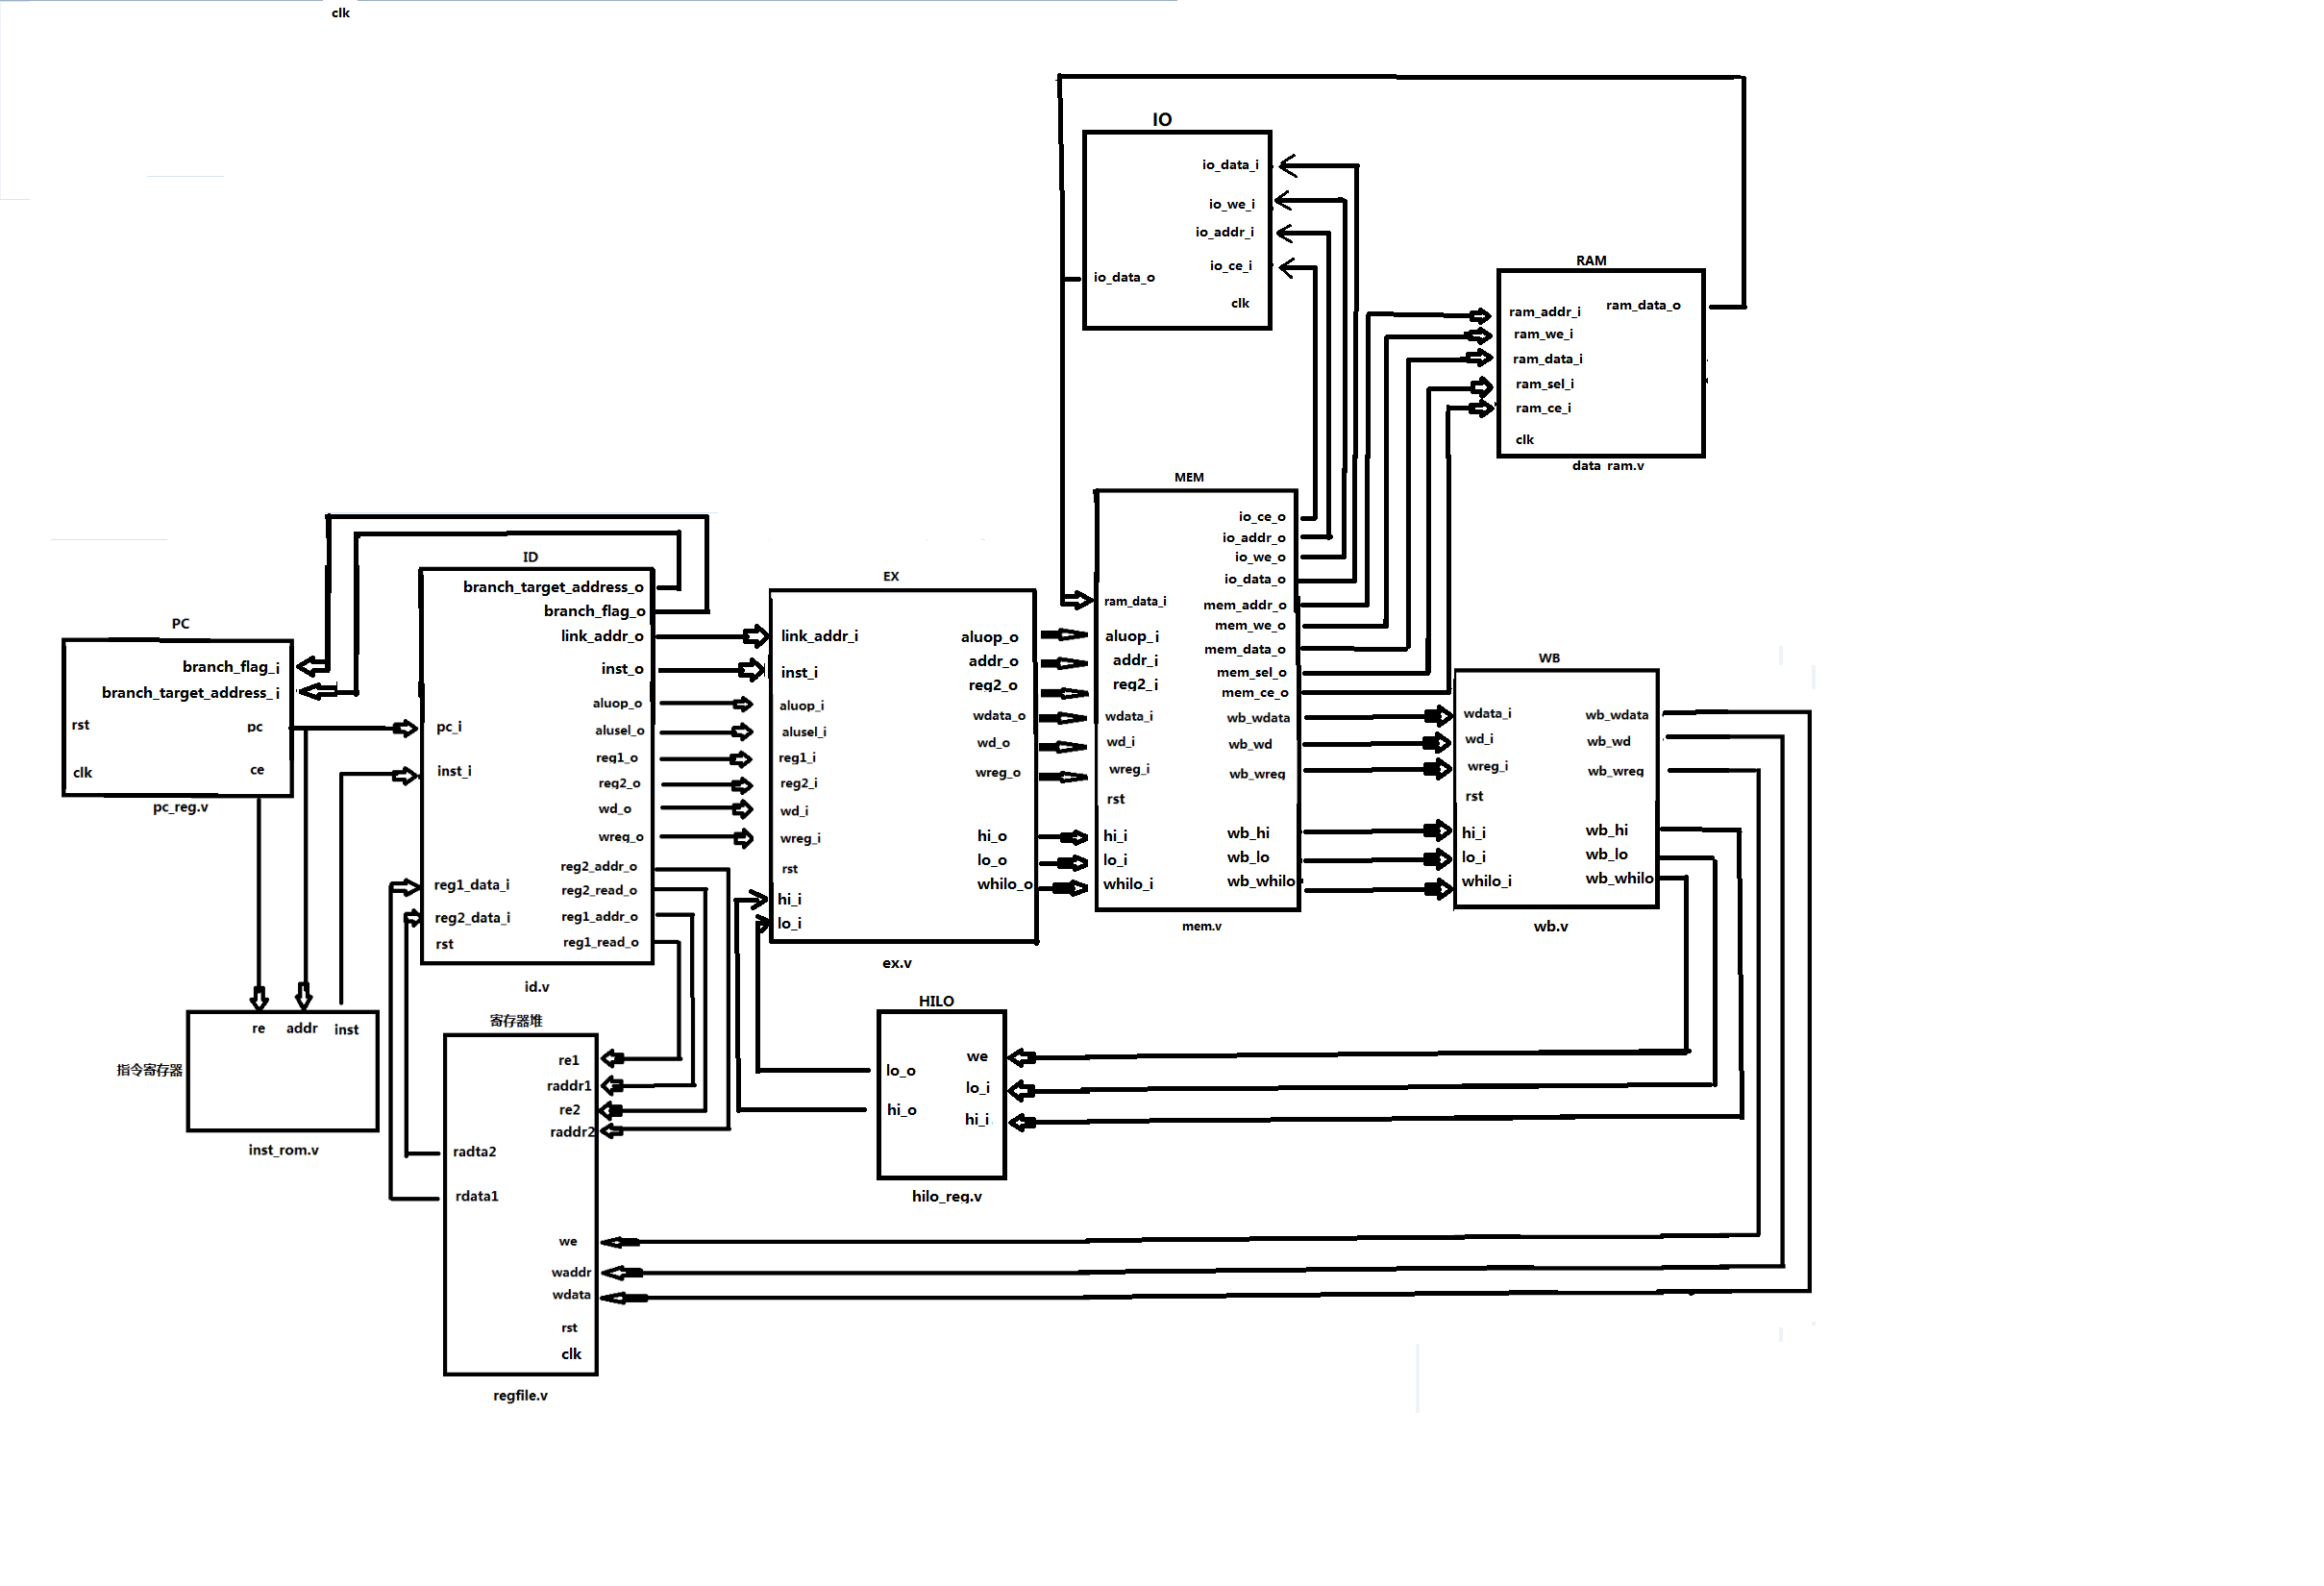 clk
IO
io_data_i
io_we_i
io_addr_i
io_ce_i
io_data_o
clk
RAM
ram_addr_i
ram_data_o
ram_we_i
ram_data_i
ram_sel_i
ram_ce_i
clk
data ram.v
MEM
io_ce_o
io_addr_o
io_we_o
io_data_o
ram_data_i
mem_addr_o
mem_we_o
aluop_i
mem_data_o
addr_i
mem_sel_o
reg2_i
mem_ce_o
wdata_i
wb_wdata
wd_i
wb_wd
wreg_i
wb_wreg
rst
hi_i
wb_hi
lo_i
wb_lo
whilo_i
wb_whilo
mem.v
ID
branch_target_address_o
branch_flag_o
link_addr_o
inst_o
aluop_o
pc_i
alusel_o
reg1_o
inst_i
reg2_o
wd_o
wreg_o
reg2_addr_o
reg1_data_i
reg2_read_o
reg2_data_i
reg1_addr_o
rst
reg1_read_o
id.v
EX
link_addr_i
aluop_o
addr_o
inst_i
reg2_o
aluop_i
wdata_o
alusel_i
wd_o
reg1_i
wreg_o
reg2_i
wd_i
wreg_i
hi_o
lo_o
rst
whilo_o
hi_i
lo_i
ex.v
PC
branch_flag_i
branch_target_address_i
rst
pc
clk
ce
pc_reg.v
WB
wdata_i
wb_wdata
wd_i
wb_wd
wreg_i
wb_wreg
rst
hi_i
wb_hi
lo_i
wb_lo
whilo_i
wb_whilo
wb.v
re
addr
inst
指令寄存器
inst_rom.v
寄存器堆
re1
raddr1
re2
raddr2
radta2
rdata1
we
waddr
wdata
rst
clk
regfile.v
HILO
we
lo_o
lo_i
hi_o
hi_i
hilo_reg.v